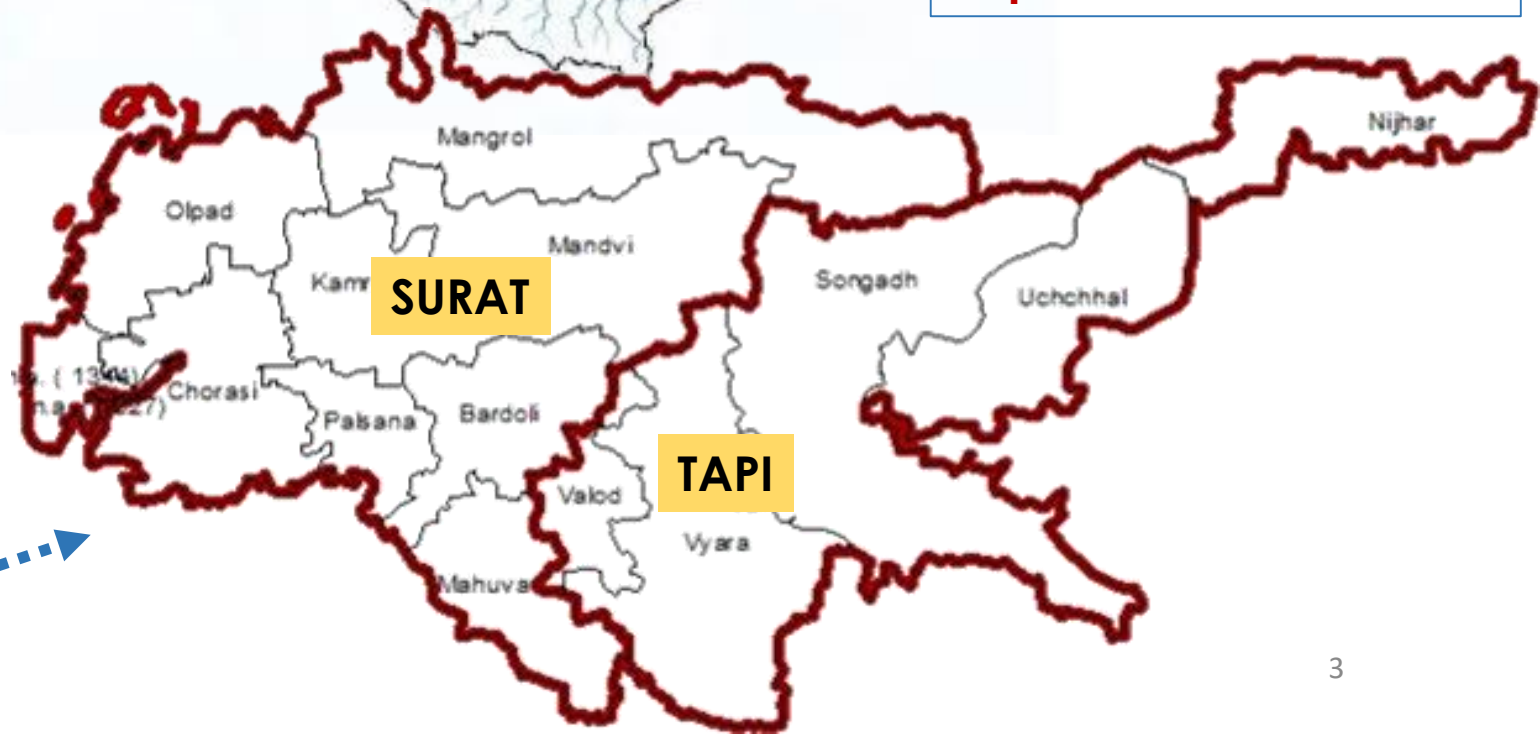 Nijhar
Mangrol
Olpad
Mandvi
Songadh
Uchchhal
SURAT
Chorasi
Palsana
Bardoli
TAPI
Valod
Vyara
Mahuva
3